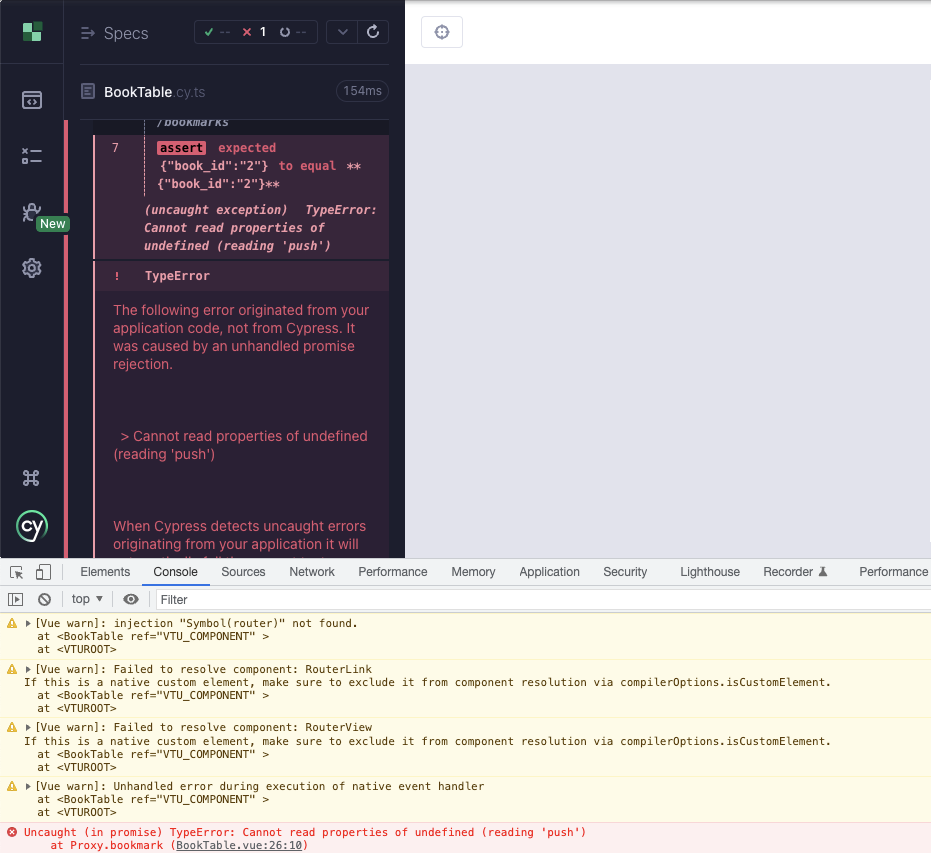 Specs
-- 1 --
BookTable.cy.ts 154ms
/bookmarks
7 assert expected
{"book_id":"2"} to equal **
{"book_id":"2"}**
(uncaught exception) TypeError:
Cannot read properties of
undefined (reading 'push')
! TypeError
The following error originated from your
application code, not from Cypress. It
was caused by an unhandled promise
rejection.
> Cannot read properties of undefined
(reading 'push')
When Cypress detects uncaught errors
originating from your application it will
New
cy
Elements Console Sources Network Performance Memory Application Security Lighthouse Recorder Performance
top Filter
[Vue warn]: injection "Symbol(router)" not found.
at <BookTable ref="VTU_COMPONENT" >
at <VTUROOT>
[Vue warn]: Failed to resolve component: RouterLink
If this is a native custom element, make sure to exclude it from component resolution via compilerOptions.isCustomElement.
at <BookTable ref="VTU_COMPONENT" >
at <VTUROOT>
[Vue warn]: Failed to resolve component: RouterView
If this is a native custom element, make sure to exclude it from component resolution via compilerOptions.isCustomElement.
at <BookTable ref="VTU_COMPONENT" >
at <VTUROOT>
[Vue warn]: Unhandled error during execution of native event handler
at <BookTable ref="VTU_COMPONENT" >
at <VTUROOT>
Uncaught (in promise) TypeError: Cannot read properties of undefined (reading 'push')
at Proxy.bookmark (BookTable.vue:26:10)